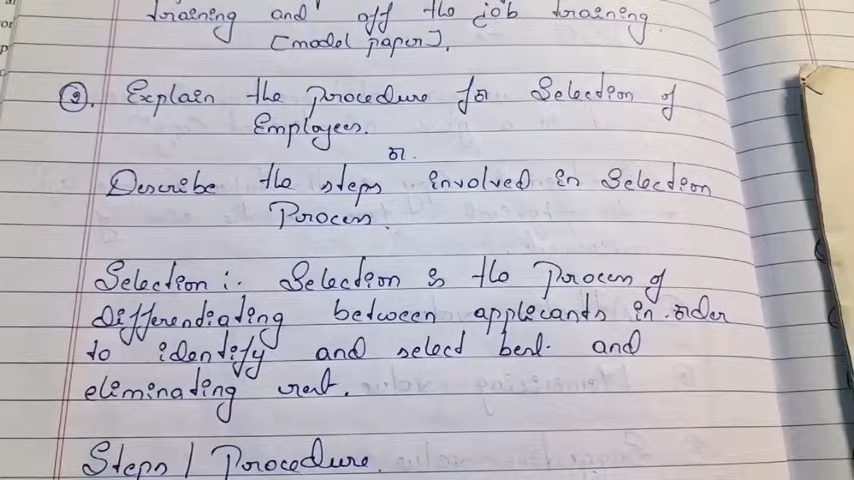 training and off the job training.
[model paper].
2. Explain the Procedure for Selection of
Employees.
or.
Describe the steps involved in Selection
Process.
Selection :- Selection is the Process of
differentiating between applicants in order
to identify and select best. and
eliminating rest.
Steps / Procedure.